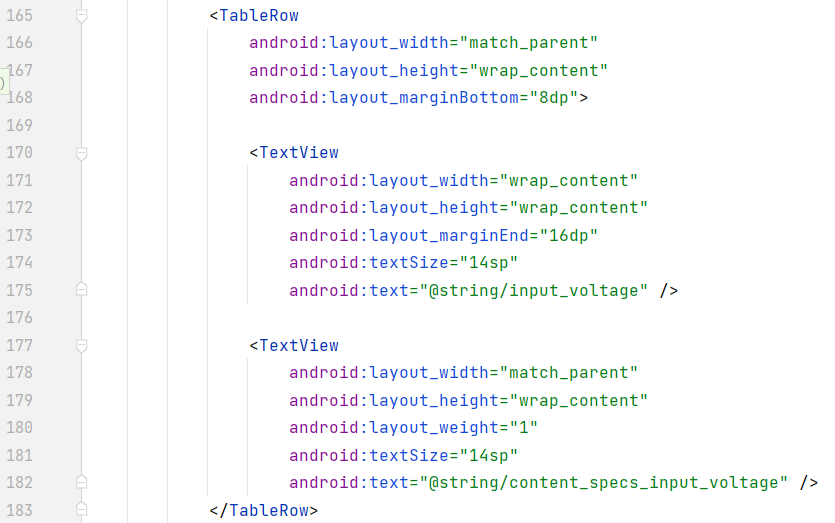 165 <TableRow
166 android:layout_width="match_parent"
167 android:layout_height="wrap_content"
168 android:layout_marginBottom="8dp">
169
170 <TextView
171 android:layout_width="wrap_content"
172 android:layout_height="wrap_content"
173 android:layout_marginEnd="16dp"
174 android:textSize="14sp"
175 android:text="@string/input_voltage" />
176
177 <TextView
178 android:layout_width="match_parent"
179 android:layout_height="wrap_content"
180 android:layout_weight="1"
181 android:textSize="14sp"
182 android:text="@string/content_specs_input_voltage" />
183 </TableRow>